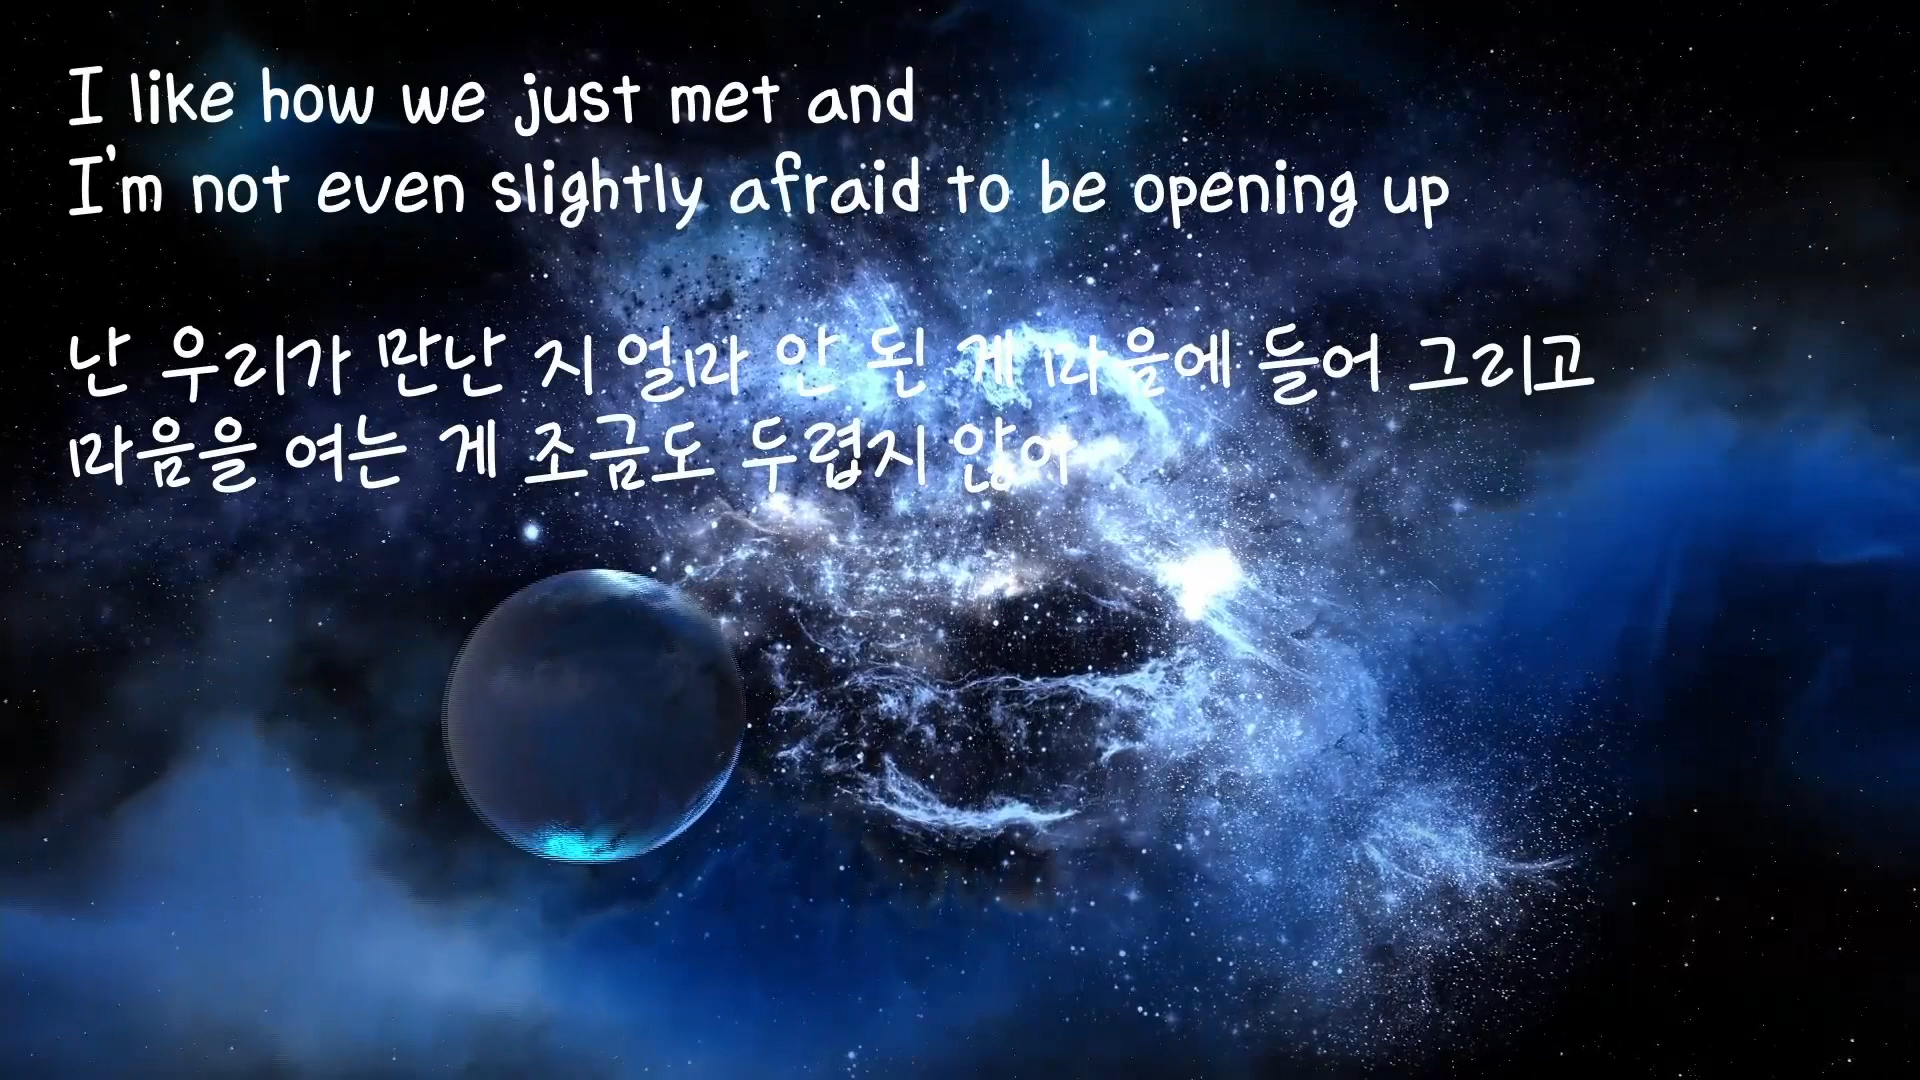 I like how we just met and
I'm not even slightly afraid to be opening up
난 우리가 만난 지 얼마 안 된 게 마음에 들어 그리고
마음을 여는 게 조금도 두렵지 않아